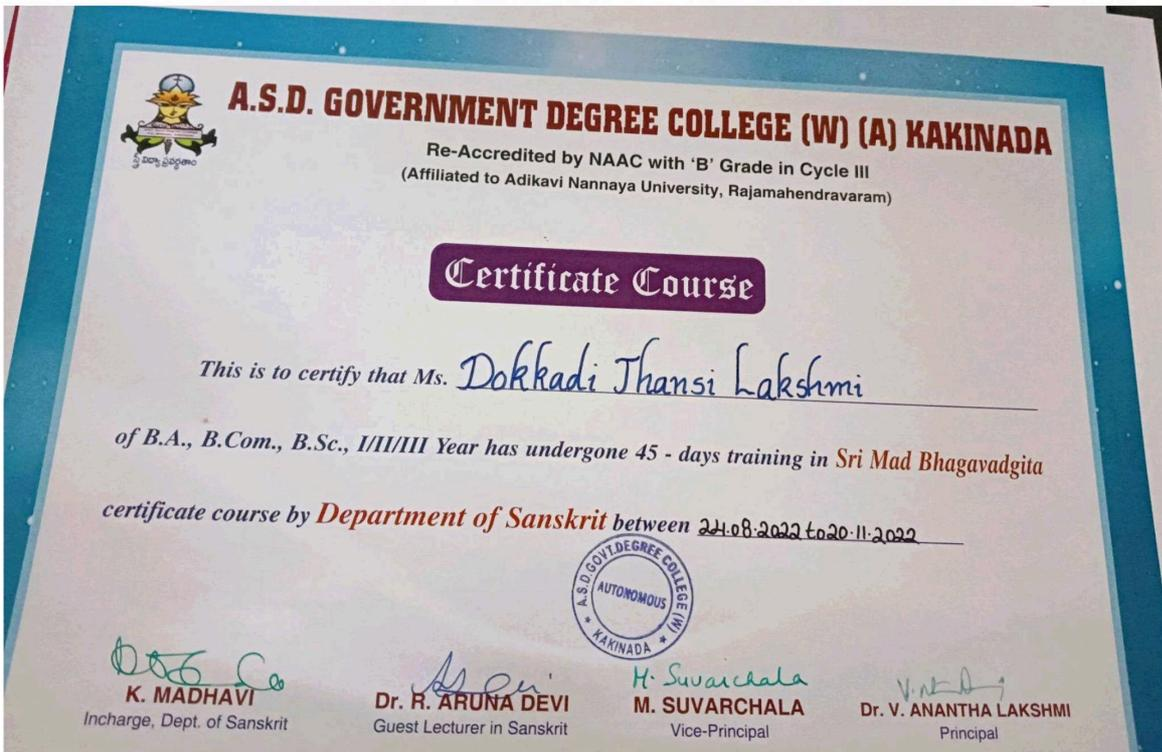 A.S.D. GOVERNMENT DEGREE COLLEGE (W) (A) KAKINADA
Re-Accredited by NAAC with 'B' Grade in Cycle III
(Affiliated to Adikavi Nannaya University, Rajamahendravaram)
స్త్రీ విద్యా ప్రవర్ధతాం
Certificate Course
This is to certify that Ms. Dokkadi Jhansi Lakshmi
of B.A., B.Com., B.Sc., I/II/III Year has undergone 45 - days training in Sri Mad Bhagavadgita
certificate course by Department of Sanskrit between 24.08.2022 to 20.11.2022
A.S.D. GOVT. DEGREE COLLEGE (W)
AUTONOMOUS
* KAKINADA *
M. Suvarchala
K. MADHAVI
Incharge, Dept. of Sanskrit
Dr. R. ARUNA DEVI
Guest Lecturer in Sanskrit
M. SUVARCHALA
Vice-Principal
Dr. V. ANANTHA LAKSHMI
Principal